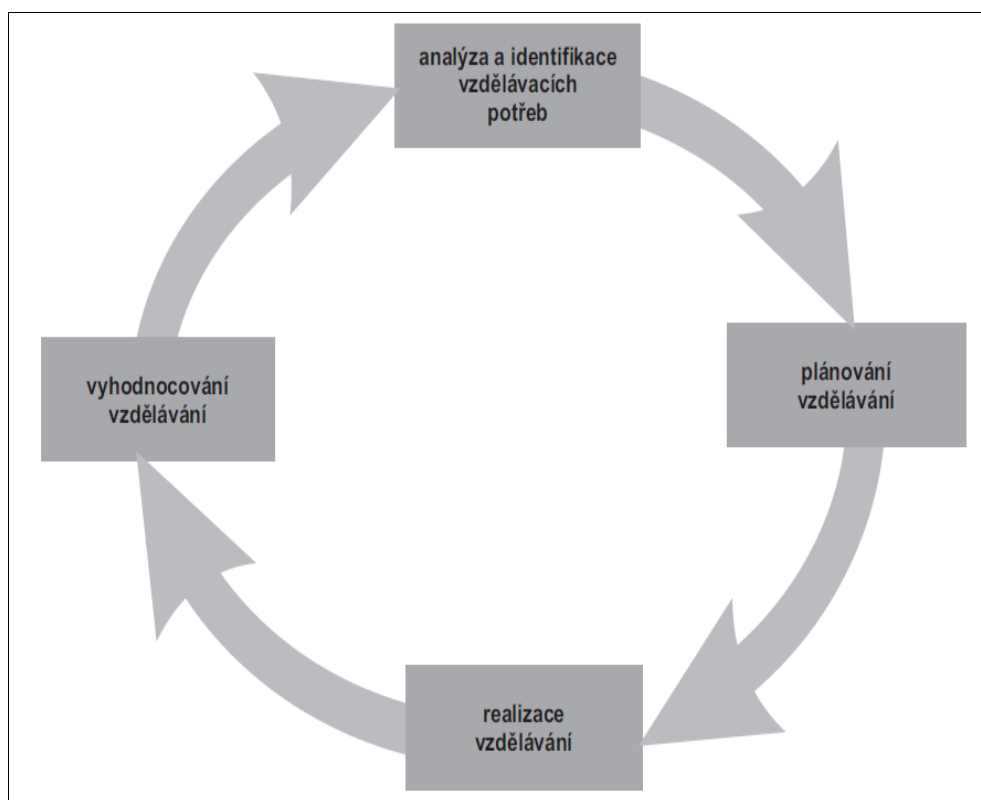 analýza a identifikace
vzdělávacích
potřeb
plánování
vzdělávání
realizace
vzdělávání
vyhodnocování
vzdělávání